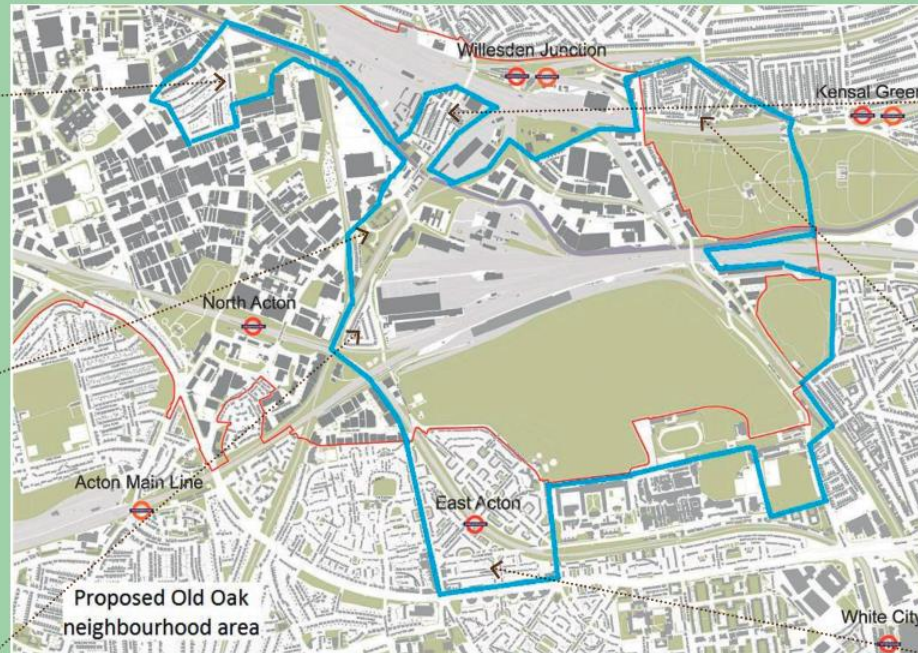 Willesden Junction
Kensal Green
North Acton
Acton Main Line
East Acton
Proposed Old Oak
neighbourhood area
White City